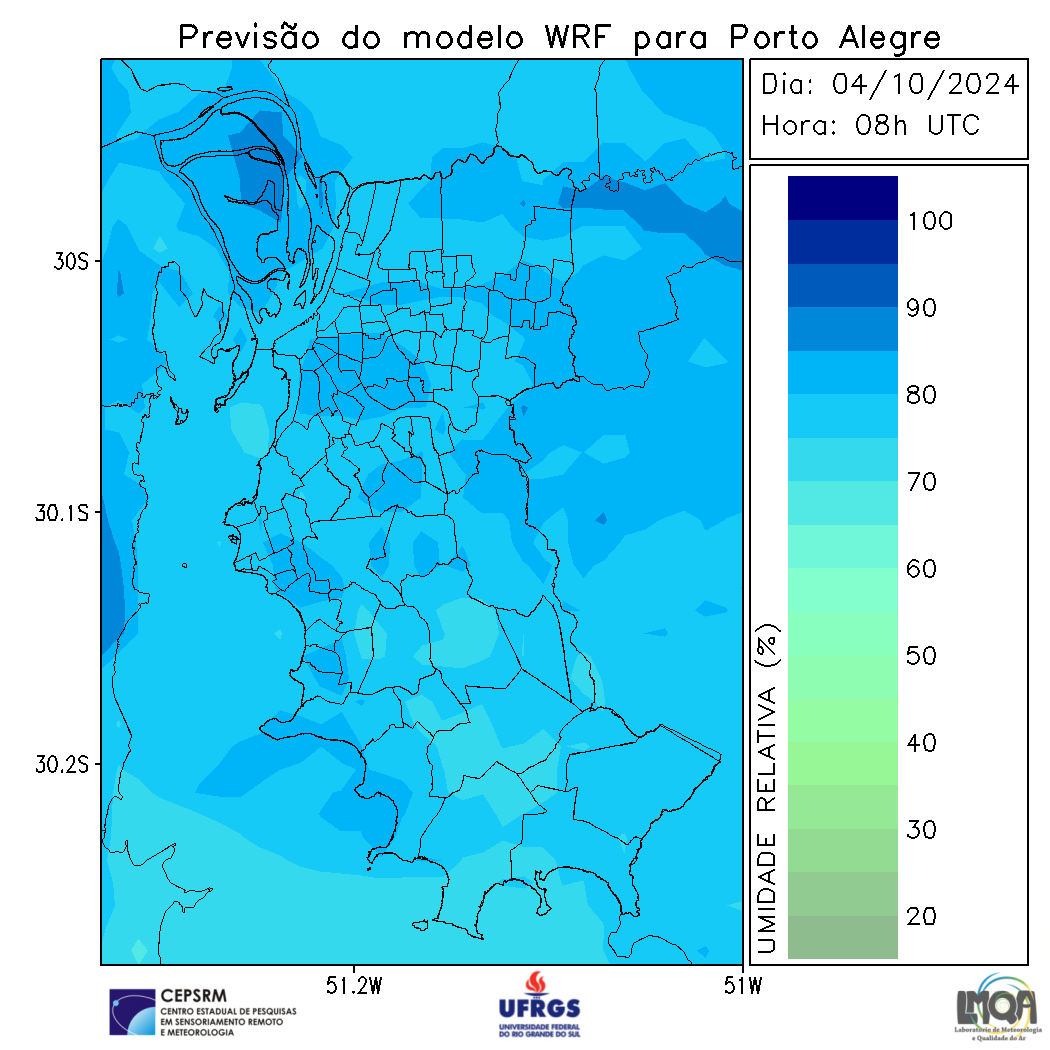 Previsão do modelo WRF para Porto Alegre
Dia: 04/10/2024
Hora: 08h UTC
100
90
80
70
60
50
40
30
20
UMIDADE RELATIVA (%)
30S
30.1S
30.2S
51.2W
51W
CEPSRM
CENTRO ESTADUAL DE PESQUISAS
EM SENSORIAMENTO REMOTO
E METEOROLOGIA
UFRGS
UNIVERSIDADE FEDERAL
DO RIO GRANDE DO SUL
LMQA
Laboratório de Meteorologia
e Qualidade do Ar